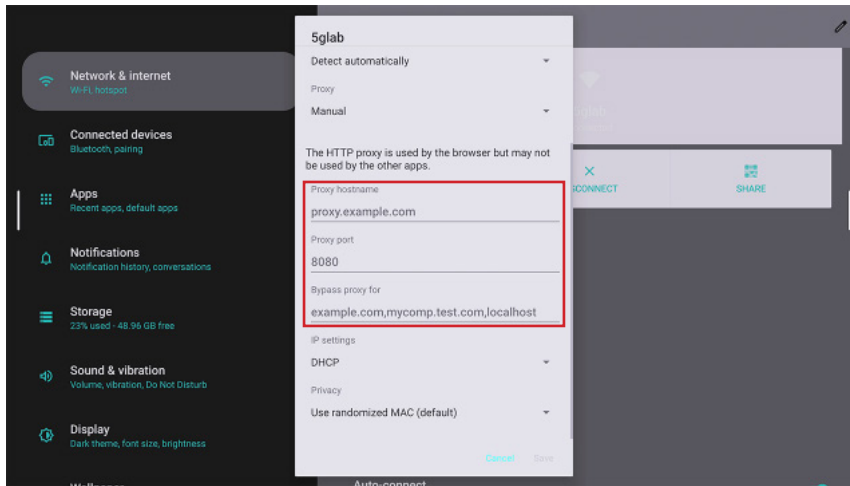 Network & internet
Wi-Fi, hotspot
Connected devices
Bluetooth, pairing
Apps
Recent apps, default apps
Notifications
Notification history, conversations
Storage
23% used - 48.96 GB free
Sound & vibration
Volume, vibration, Do Not Disturb
Display
Dark theme, font size, brightness
5glab
Detect automatically
Proxy
Manual
The HTTP proxy is used by the browser but may not
be used by the other apps.
Proxy hostname
proxy.example.com
Proxy port
8080
Bypass proxy for
example.com,mycomp.test.com,localhost
IP settings
DHCP
Privacy
Use randomized MAC (default)
Cancel
Save
5glab
SCONNECT
SHARE
Auto-connect